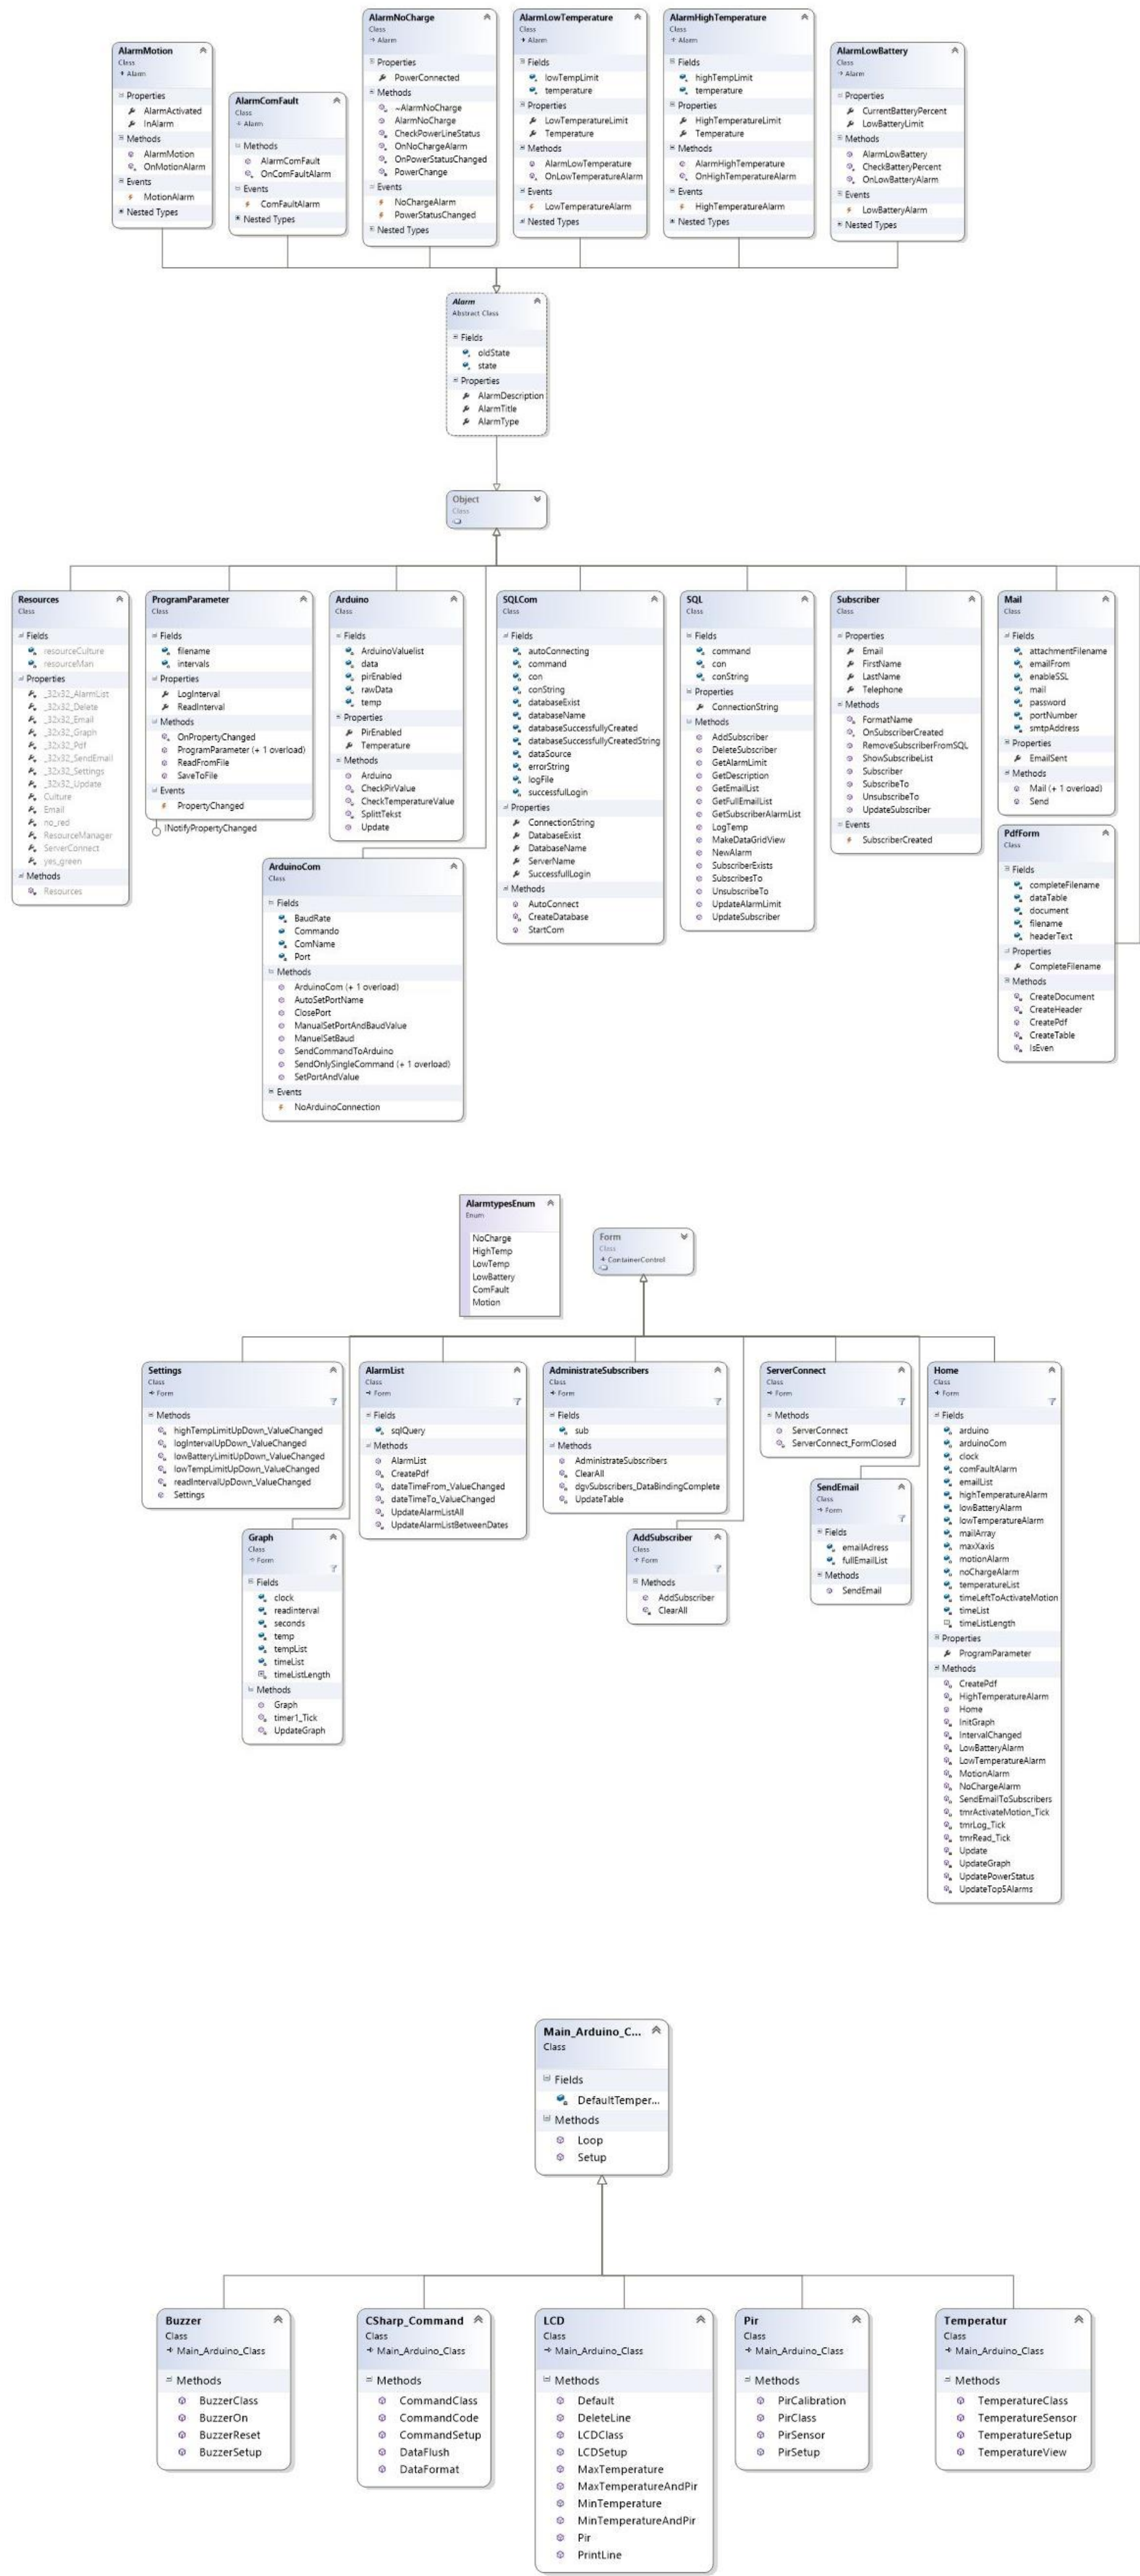 AlarmMotion
Class
Alarm
Properties
AlarmActivated
InAlarm
Methods
AlarmMotion
OnMotionAlarm
Events
MotionAlarm
Nested Types
AlarmComFault
Class
Alarm
Methods
AlarmComFault
OnComFaultAlarm
Events
ComFaultAlarm
Nested Types
AlarmNoCharge
Class
Alarm
Properties
PowerConnected
Methods
~AlarmNoCharge
AlarmNoCharge
CheckPowerLineStatus
OnNoChargeAlarm
OnPowerStatusChanged
PowerChange
Events
NoChargeAlarm
PowerStatusChanged
Nested Types
AlarmLowTemperature
Class
Alarm
Fields
lowTempLimit
temperature
Properties
LowTemperatureLimit
Temperature
Methods
AlarmLowTemperature
OnLowTemperatureAlarm
Events
LowTemperatureAlarm
Nested Types
AlarmHighTemperature
Class
Alarm
Fields
highTempLimit
temperature
Properties
HighTemperatureLimit
Temperature
Methods
AlarmHighTemperature
OnHighTemperatureAlarm
Events
HighTemperatureAlarm
Nested Types
AlarmLowBattery
Class
Alarm
Properties
CurrentBatteryPercent
LowBatteryLimit
Methods
AlarmLowBattery
CheckBatteryPercent
OnLowBatteryAlarm
Events
LowBatteryAlarm
Nested Types
Alarm
Abstract Class
Fields
oldState
state
Properties
AlarmDescription
AlarmTitle
AlarmType
Object
Class
Resources
Class
Fields
resourceCulture
resourceMan
Properties
_32x32_AlarmList
_32x32_Delete
_32x32_Email
_32x32_Graph
_32x32_Pdf
_32x32_SendEmail
_32x32_Settings
_32x32_Update
Culture
Email
no_red
ResourceManager
ServerConnect
yes_green
Methods
Resources
ProgramParameter
Class
Fields
filename
intervals
Properties
LogInterval
ReadInterval
Methods
OnPropertyChanged
ProgramParameter (+ 1 overload)
ReadFromFile
SaveToFile
Events
PropertyChanged
INotifyPropertyChanged
Arduino
Class
Fields
ArduinoValuelist
data
pirEnabled
rawData
temp
Properties
PirEnabled
Temperature
Methods
Arduino
CheckPirValue
CheckTemperatureValue
SplittTekst
Update
ArduinoCom
Class
Fields
BaudRate
Commando
ComName
Port
Methods
ArduinoCom (+ 1 overload)
AutoSetPortName
ClosePort
ManualSetPortAndBaudValue
ManuelSetBaud
SendCommandToArduino
SendOnlySingleCommand (+ 1 overload)
SetPortAndValue
Events
NoArduinoConnection
SQLCom
Class
Fields
autoConnecting
command
con
conString
databaseExist
databaseName
databaseSuccessfullyCreated
databaseSuccessfullyCreatedString
dataSource
errorString
logFile
successfulLogin
Properties
ConnectionString
DatabaseExist
DatabaseName
ServerName
SuccessfullLogin
Methods
AutoConnect
CreateDatabase
StartCom
SQL
Class
Fields
command
con
conString
Properties
ConnectionString
Methods
AddSubscriber
DeleteSubscriber
GetAlarmLimit
GetDescription
GetEmailList
GetFullEmailList
GetSubscriberAlarmList
LogTemp
MakeDataGridView
NewAlarm
SubscriberExists
SubscribesTo
UnsubscribeTo
UpdateAlarmLimit
UpdateSubscriber
Subscriber
Class
Properties
Email
FirstName
LastName
Telephone
Methods
FormatName
OnSubscriberCreated
RemoveSubscriberFromSQL
ShowSubscribeList
Subscriber
SubscribeTo
UnsubscribeTo
UpdateSubscriber
Events
SubscriberCreated
Mail
Class
Fields
attachmentFilename
emailFrom
enableSSL
mail
password
portNumber
smtpAddress
Properties
EmailSent
Methods
Mail (+ 1 overload)
Send
PdfForm
Class
Fields
completeFilename
dataTable
document
filename
headerText
Properties
CompleteFilename
Methods
CreateDocument
CreateHeader
CreatePdf
CreateTable
IsEven
AlarmtypesEnum
Enum
NoCharge
HighTemp
LowTemp
LowBattery
ComFault
Motion
Form
Class
ContainerControl
Settings
Class
Form
Methods
highTempLimitUpDown_ValueChanged
logIntervalUpDown_ValueChanged
lowBatteryLimitUpDown_ValueChanged
lowTempLimitUpDown_ValueChanged
readIntervalUpDown_ValueChanged
Settings
Graph
Class
Form
Fields
clock
readinterval
seconds
temp
tempList
timeList
timeListLength
Methods
Graph
timer1_Tick
UpdateGraph
AlarmList
Class
Form
Fields
sqlQuery
Methods
AlarmList
CreatePdf
dateTimeFrom_ValueChanged
dateTimeTo_ValueChanged
UpdateAlarmListAll
UpdateAlarmListBetweenDates
AdministrateSubscribers
Class
Form
Fields
sub
Methods
AdministrateSubscribers
ClearAll
dgvSubscribers_DataBindingComplete
UpdateTable
AddSubscriber
Class
Form
Methods
AddSubscriber
ClearAll
ServerConnect
Class
Form
Methods
ServerConnect
ServerConnect_FormClosed
SendEmail
Class
Form
Fields
emailAdress
fullEmailList
Methods
SendEmail
Home
Class
Form
Fields
arduino
arduinoCom
clock
comFaultAlarm
emailList
highTemperatureAlarm
lowBatteryAlarm
lowTemperatureAlarm
mailArray
maxXaxis
motionAlarm
noChargeAlarm
temperatureList
timeLeftToActivateMotion
timeList
timeListLength
Properties
ProgramParameter
Methods
CreatePdf
HighTemperatureAlarm
Home
InitGraph
IntervalChanged
LowBatteryAlarm
LowTemperatureAlarm
MotionAlarm
NoChargeAlarm
SendEmailToSubscribers
tmrActivateMotion_Tick
tmrLog_Tick
tmrRead_Tick
Update
UpdateGraph
UpdatePowerStatus
UpdateTop5Alarms
Main_Arduino_C...
Class
Fields
DefaultTemper...
Methods
Loop
Setup
Buzzer
Class
Main_Arduino_Class
Methods
BuzzerClass
BuzzerOn
BuzzerReset
BuzzerSetup
CSharp_Command
Class
Main_Arduino_Class
Methods
CommandClass
CommandCode
CommandSetup
DataFlush
DataFormat
LCD
Class
Main_Arduino_Class
Methods
Default
DeleteLine
LCDClass
LCDSetup
MaxTemperature
MaxTemperatureAndPir
MinTemperature
MinTemperatureAndPir
Pir
PrintLine
Pir
Class
Main_Arduino_Class
Methods
PirCalibration
PirClass
PirSensor
PirSetup
Temperatur
Class
Main_Arduino_Class
Methods
TemperatureClass
TemperatureSensor
TemperatureSetup
TemperatureView